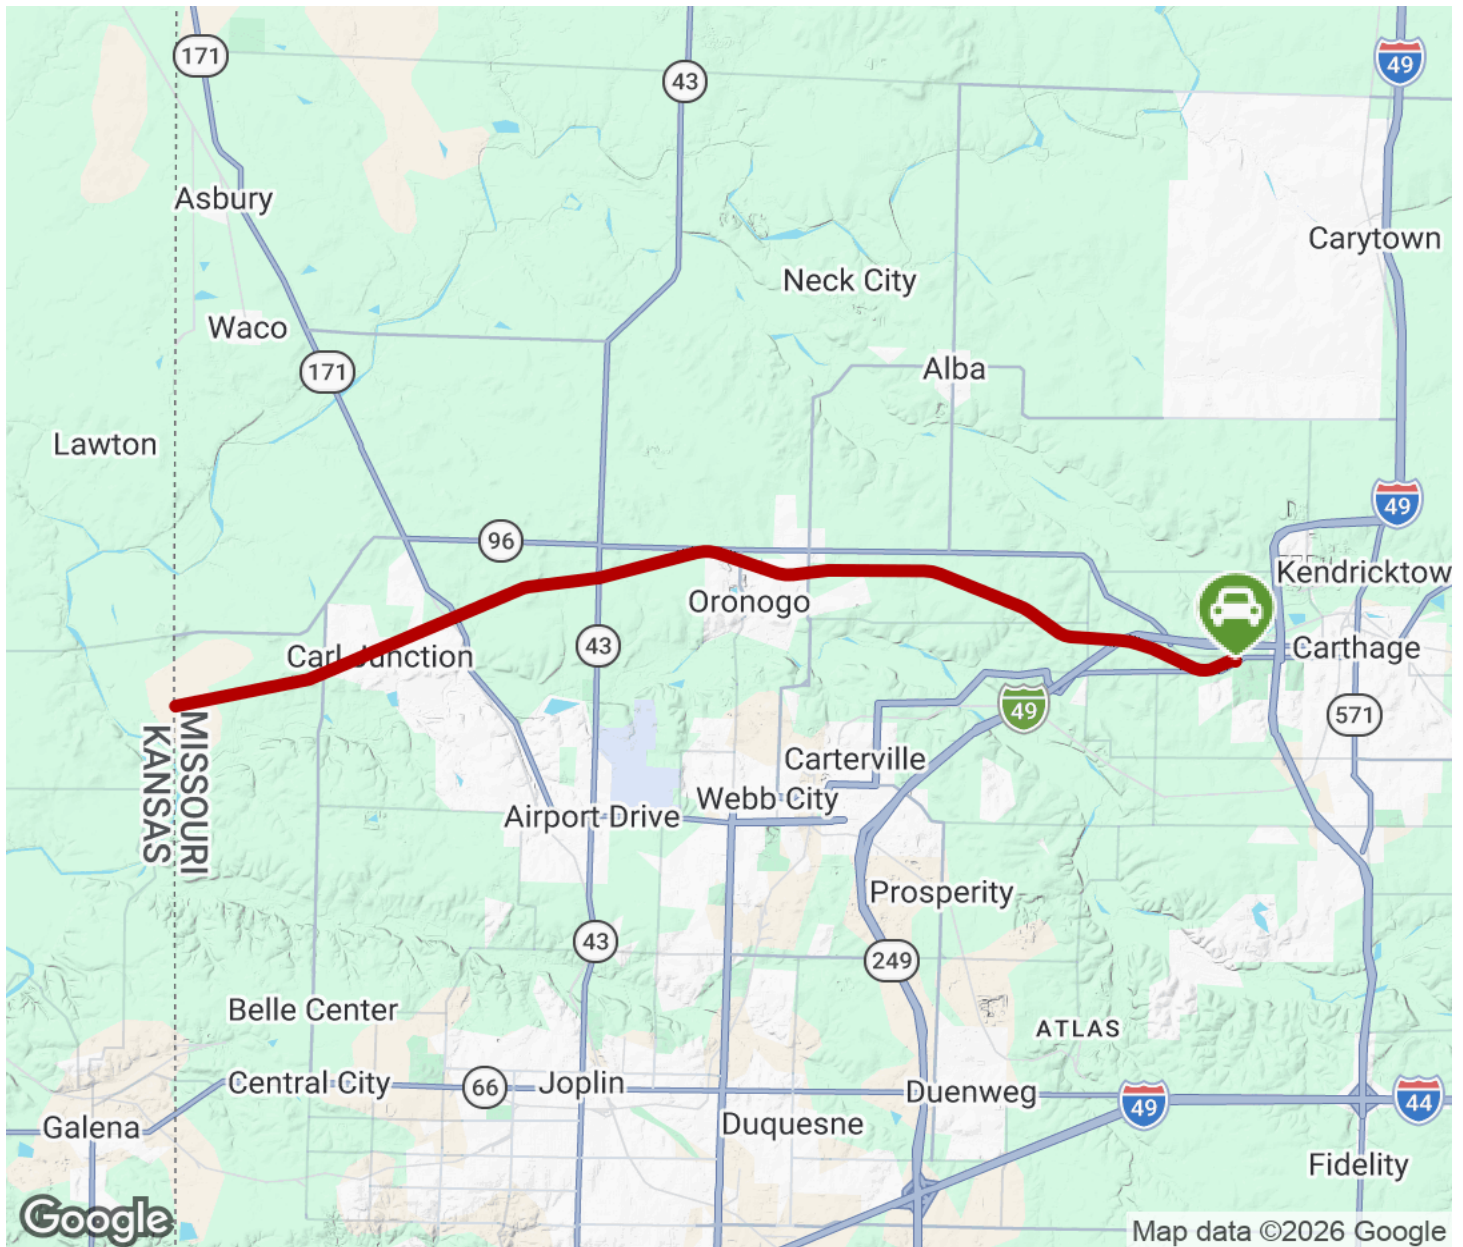 171
43
49
Asbury
Carytown
Neck City
Waco
171
Alba
Lawton
49
96
Kendricktow
Oronogo
43
Carl Junction
Carthage
49
571
MISSOURI
KANSAS
Carterville
Webb City
Airport Drive
Prosperity
43
249
Belle Center
ATLAS
Central City
66
Joplin
Duenweg
49
44
Galena
Duquesne
Fidelity
Google
Map data ©2026 Google